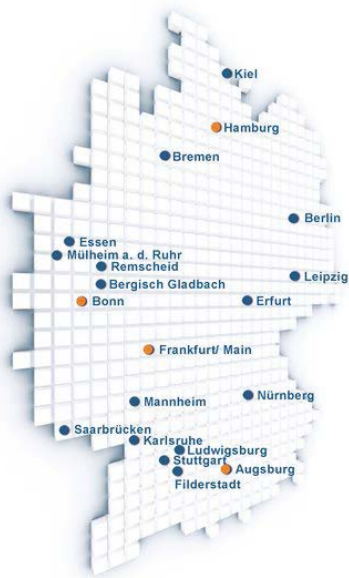 Kiel
Hamburg
Bremen
Berlin
Essen
Mülheim a. d. Ruhr
Remscheid
Leipzig
Bergisch Gladbach
Bonn
Erfurt
Frankfurt/ Main
Nürnberg
Mannheim
Saarbrücken
Karlsruhe
Ludwigsburg
Stuttgart
Augsburg
Filderstadt